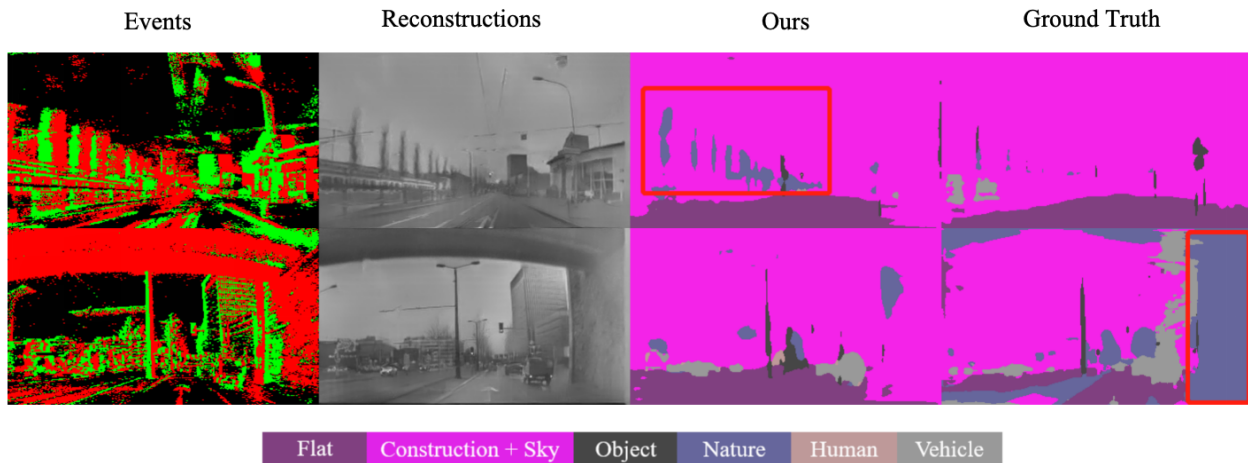 Events Reconstructions Ours Ground Truth
Flat Construction + Sky Object Nature Human Vehicle